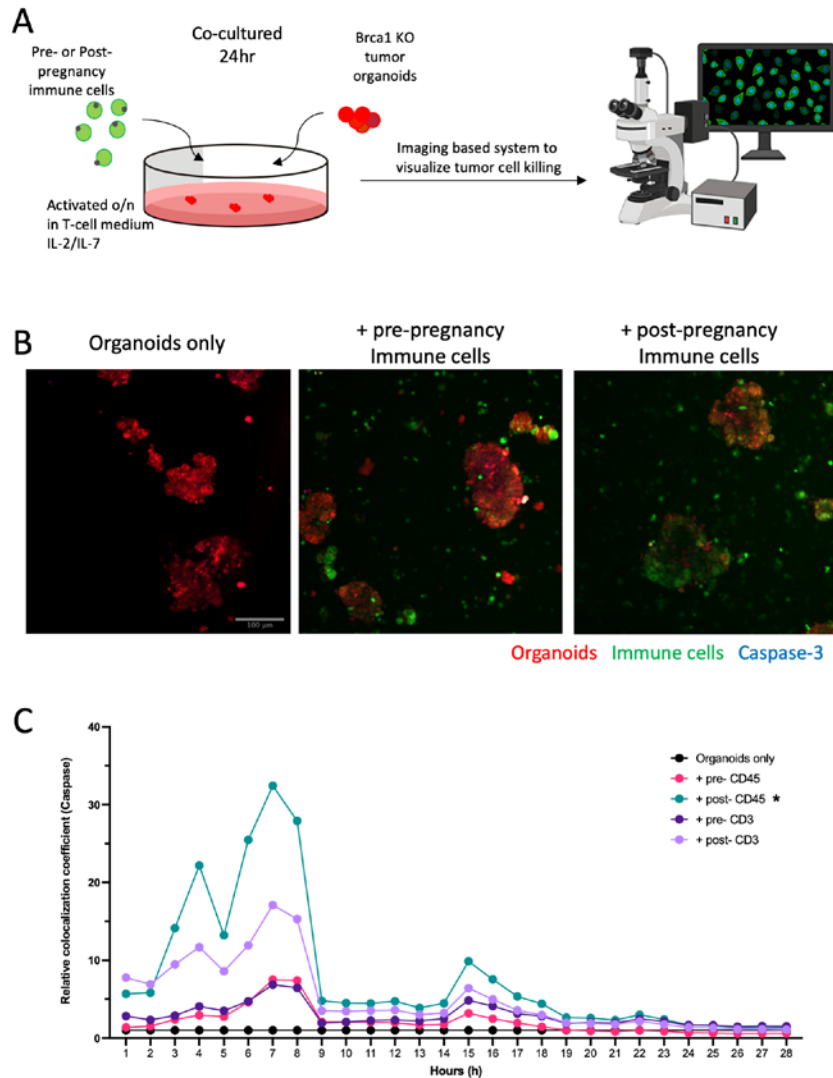 A
Pre- or Post-
pregnancy
immune cells
Co-cultured
24hr
Brca1 KO
tumor
organoids
Imaging based system to
visualize tumor cell killing
Activated o/n
in T-cell medium
IL-2/IL-7
B
Organoids only
+ pre-pregnancy
Immune cells
+ post-pregnancy
Immune cells
100 µm
Organoids Immune cells Caspase-3
C
Relative colocalization coefficient (Caspase)
40
30
20
10
0
Organoids only
+ pre- CD45
+ post- CD45 *
+ pre- CD3
+ post- CD3
1 2 3 4 5 6 7 8 9 10 11 12 13 14 15 16 17 18 19 20 21 22 23 24 25 26 27 28
Hours (h)